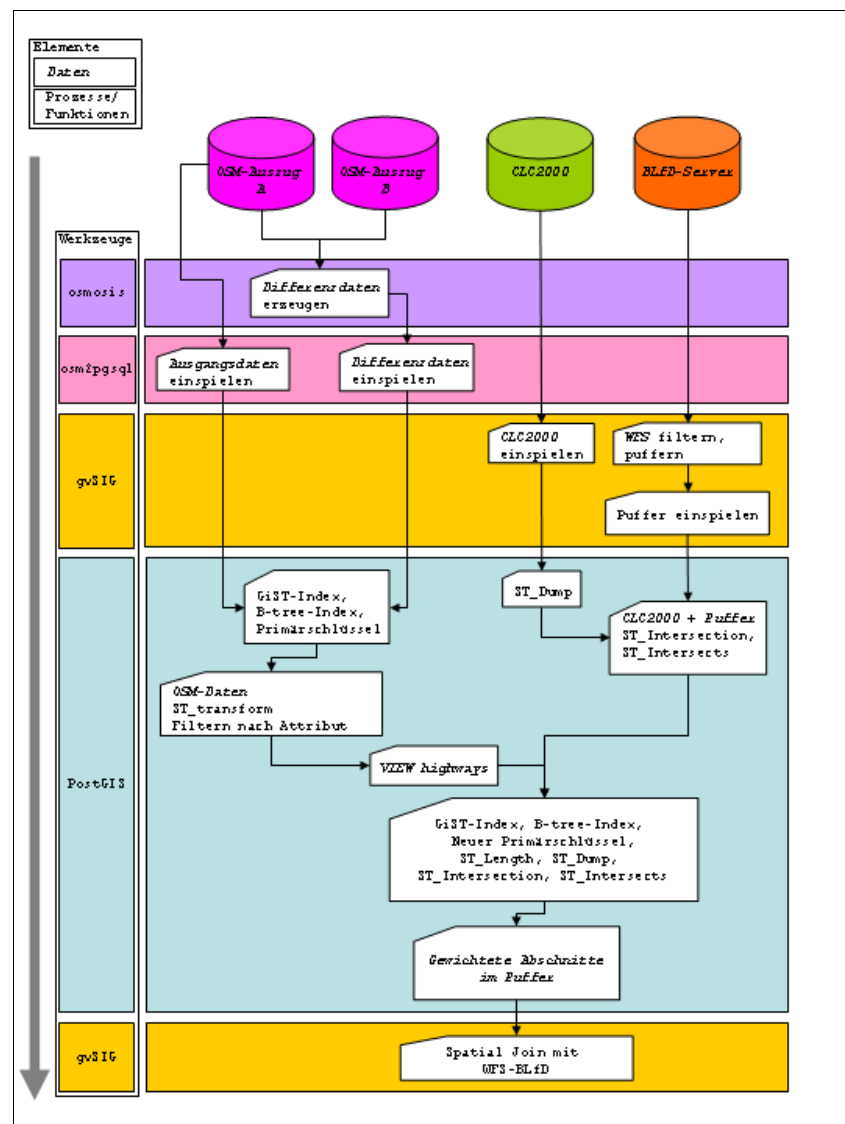 Elemente
Daten
Prozesse/
Funktionen
OSM-Auszug
A
OSM-Auszug
B
CLC2000
BLfD-Server
Werkzeuge
osmosis
Differenzdaten
erzeugen
osm2pgsql
Ausgangsdaten
einspielen
Differenzdaten
einspielen
gvSIG
CLC2000
einspielen
WFS filtern,
puffern
Puffer einspielen
PostGIS
GiST-Index,
B-tree-Index,
Primärschlüssel
ST_Dump
CLC2000 + Puffer
ST_Intersection,
ST_Intersects
OSM-Daten
ST_transform
Filtern nach Attribut
VIEW highways
GiST-Index, B-tree-Index,
Neuer Primärschlüssel,
ST_Length, ST_Dump,
ST_Intersection, ST_Intersects
Gewichtete Abschnitte
im Puffer
gvSIG
Spatial Join mit
WFS-BLfD